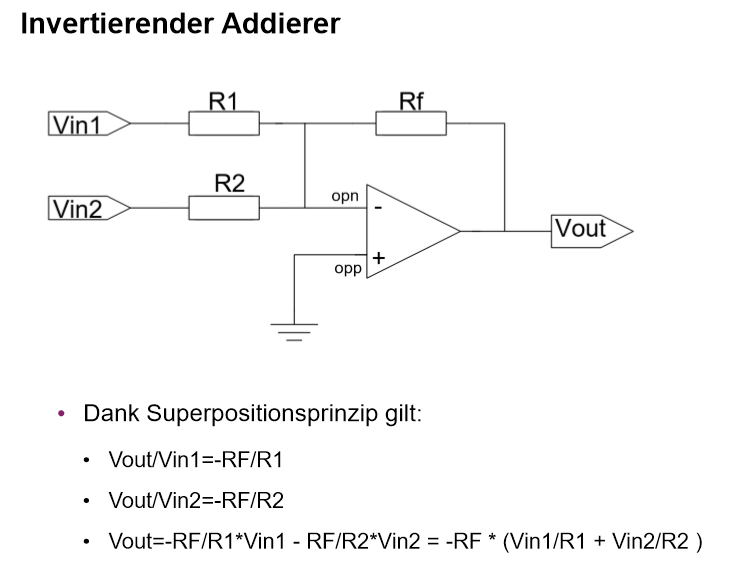 Invertierender Addierer
R1
Rf
Vin1
R2
opn
Vin2
-
Vout
+
opp
• Dank Superpositionsprinzip gilt:
• Vout/Vin1=-RF/R1
• Vout/Vin2=-RF/R2
• Vout=-RF/R1*Vin1 - RF/R2*Vin2 = -RF * (Vin1/R1 + Vin2/R2 )